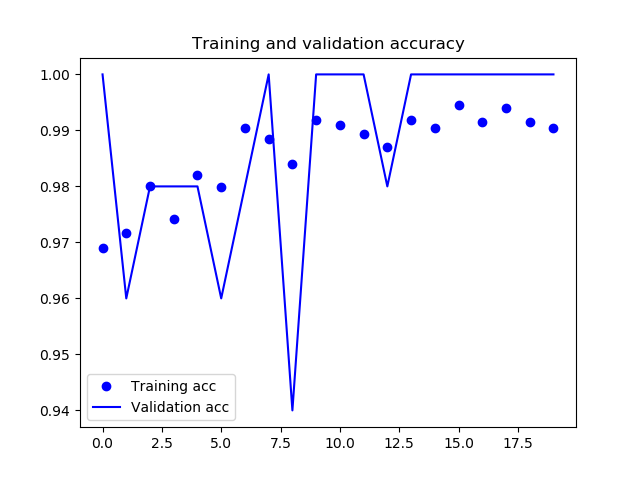 Training and validation accuracy
1.00
0.99
0.98
0.97
0.96
0.95
0.94
Training acc
Validation acc
0.0 2.5 5.0 7.5 10.0 12.5 15.0 17.5